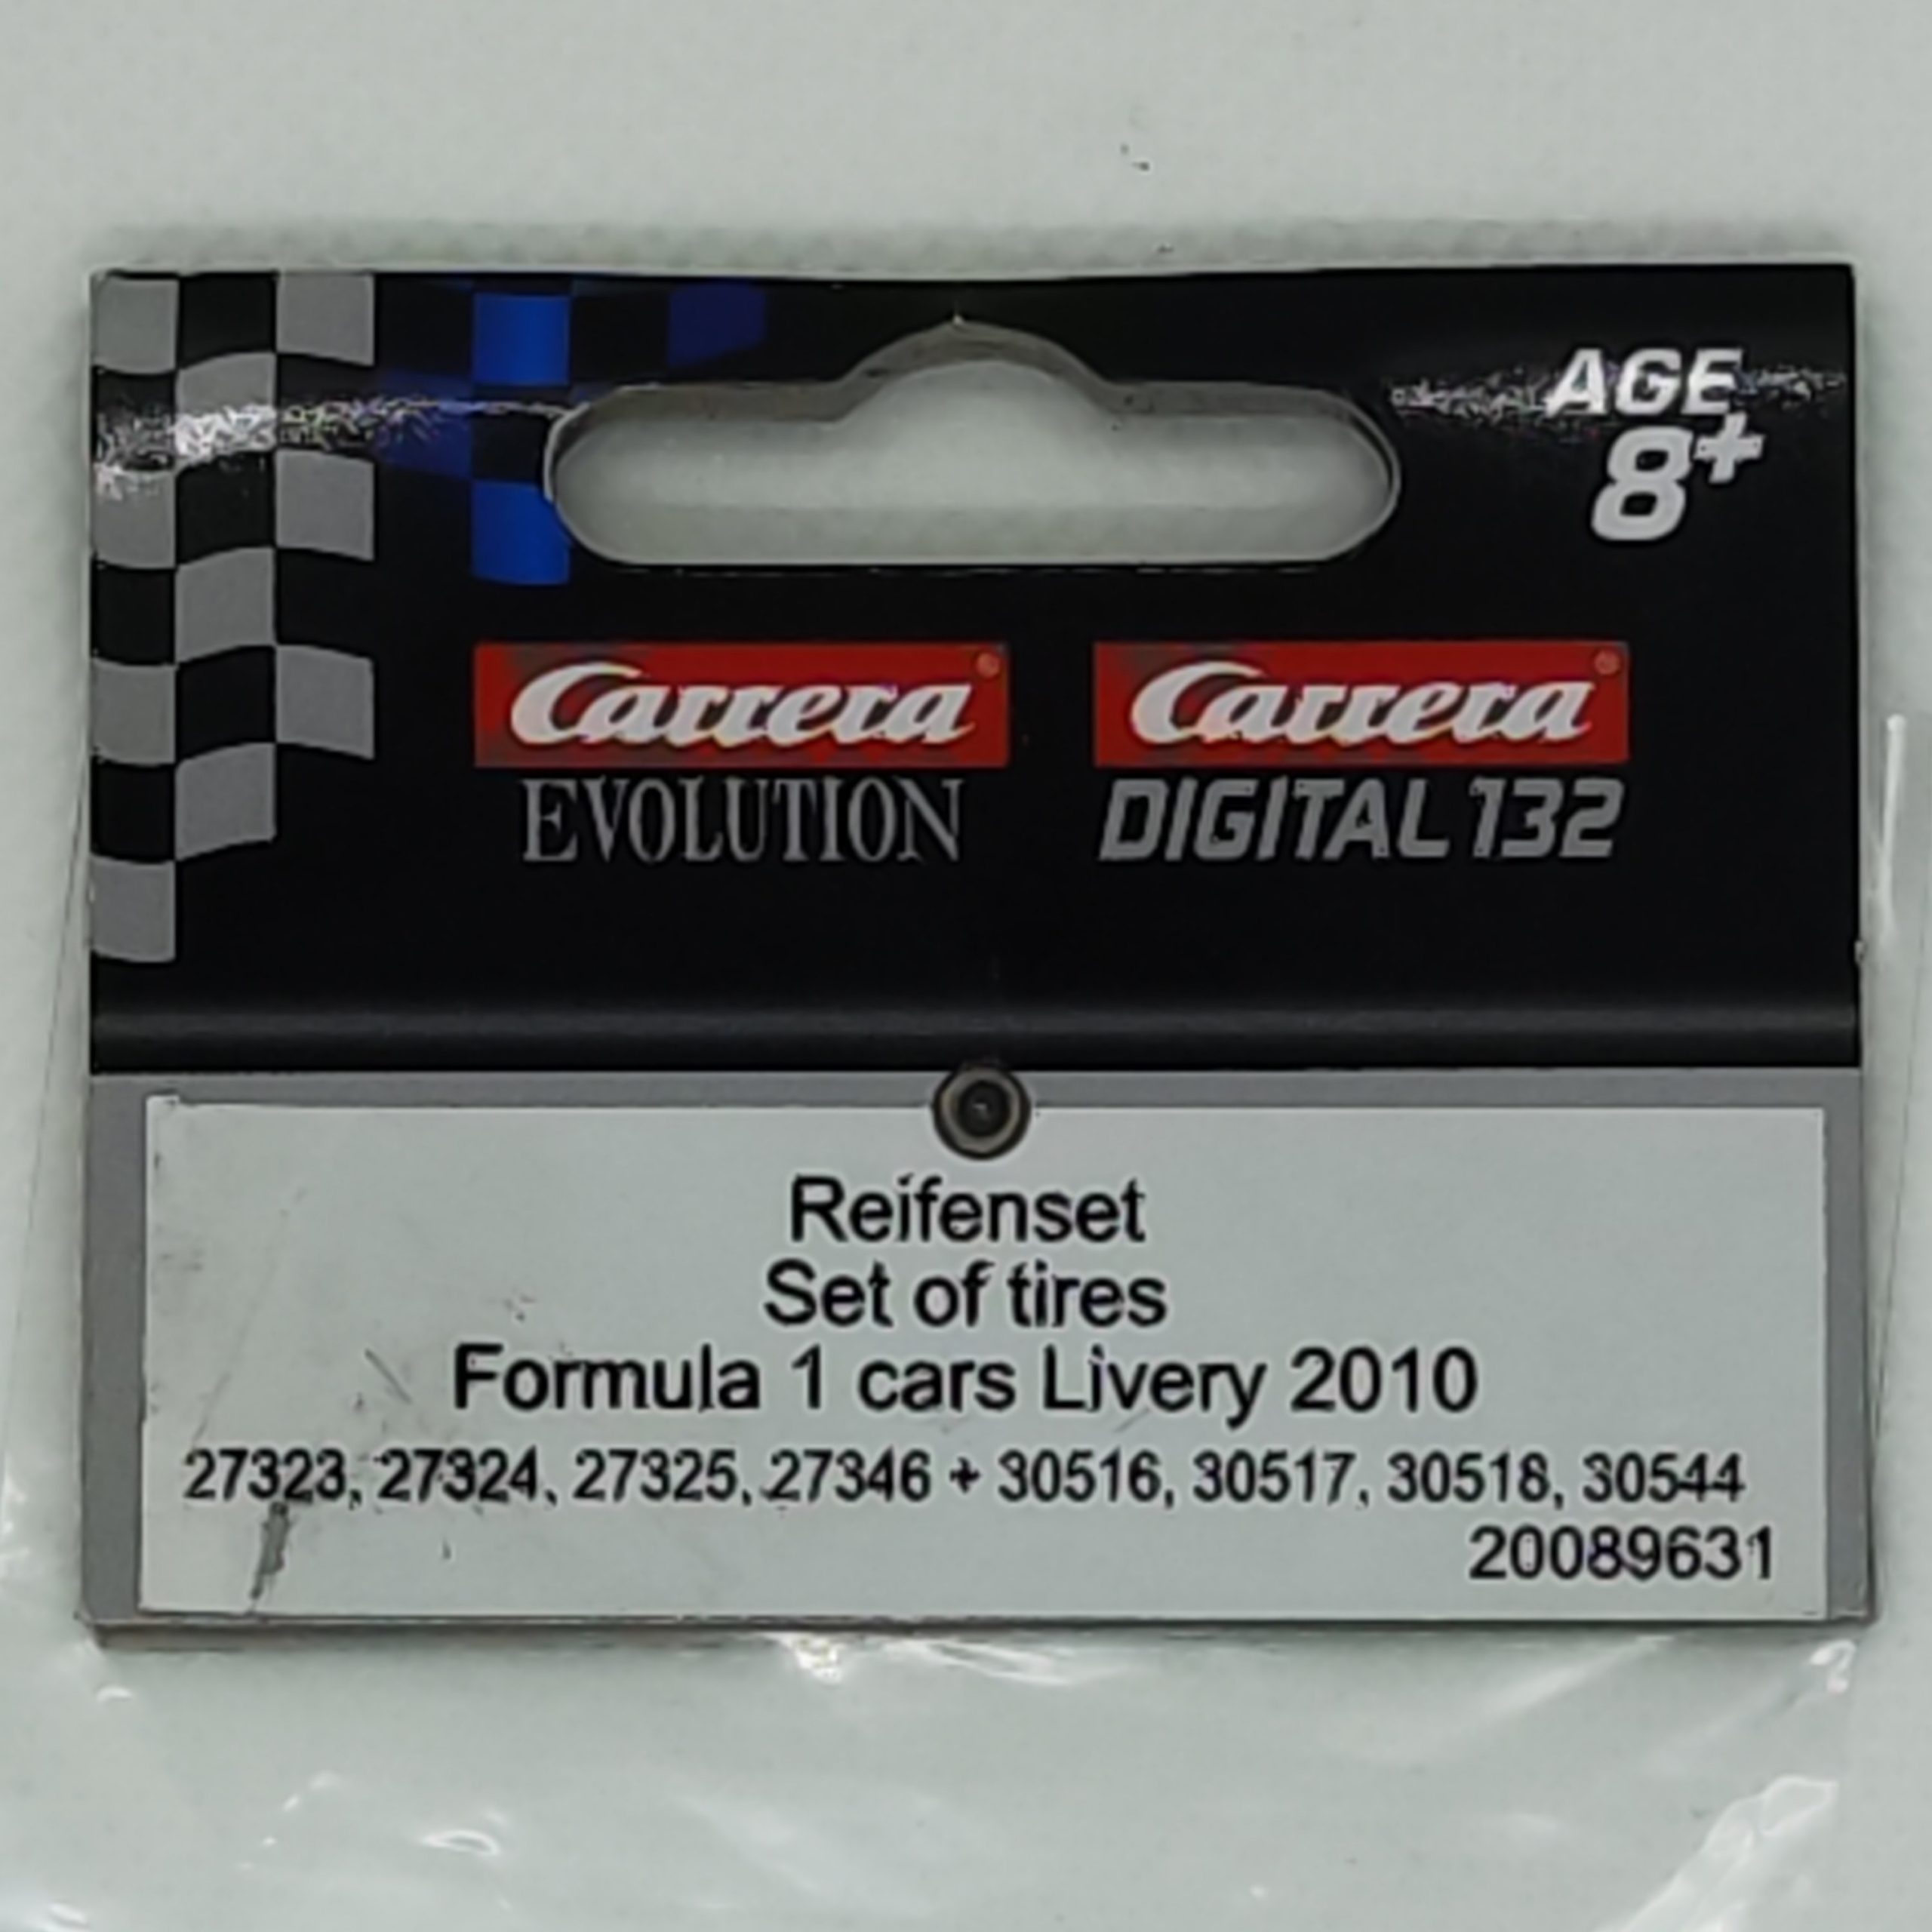 AGE
8+
Carrera® Carrera®
EVOLUTION DIGITAL 132
Reifenset
Set of tires
Formula 1 cars Livery 2010
27323, 27324, 27325, 27346 + 30516, 30517, 30518, 30544
20089631